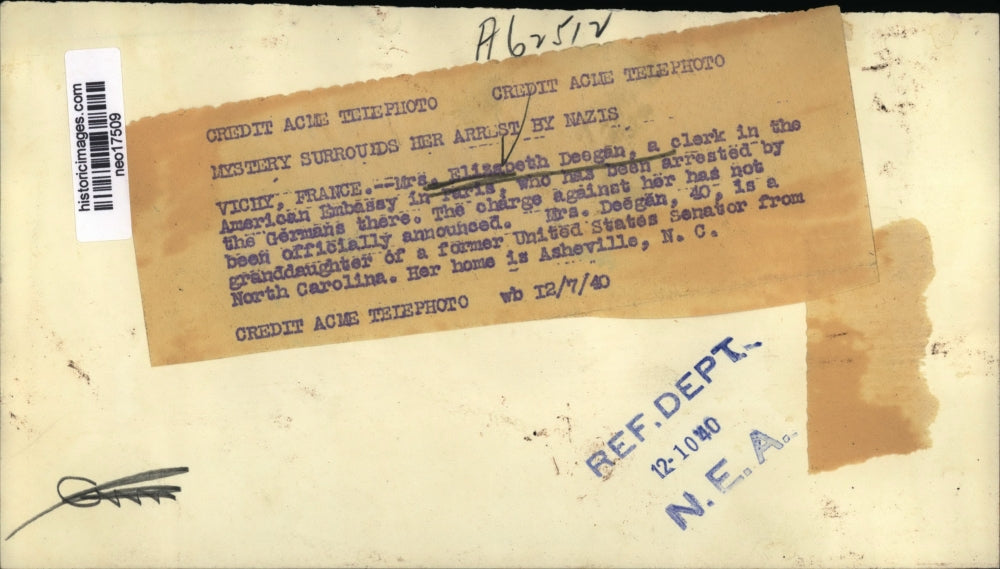 A62512
historicimages.com
neo17509
CREDIT ACME TELEPHOTO CREDIT ACME TELEPHOTO
MYSTERY SURROUNDS HER ARREST BY NAZIS
VICHY, FRANCE.--Mrs. Elizabeth Deegan, a clerk in the
American Embassy in Paris, who has been arrested by
the Germans there. The charge against her has not
been officially announced. Mrs. Deegan, 40, is a
granddaughter of a former United States Senator from
North Carolina. Her home is Asheville, N. C.
CREDIT ACME TELEPHOTO wb 12/7/40
REF. DEPT.
12-10 40
N. E. A.